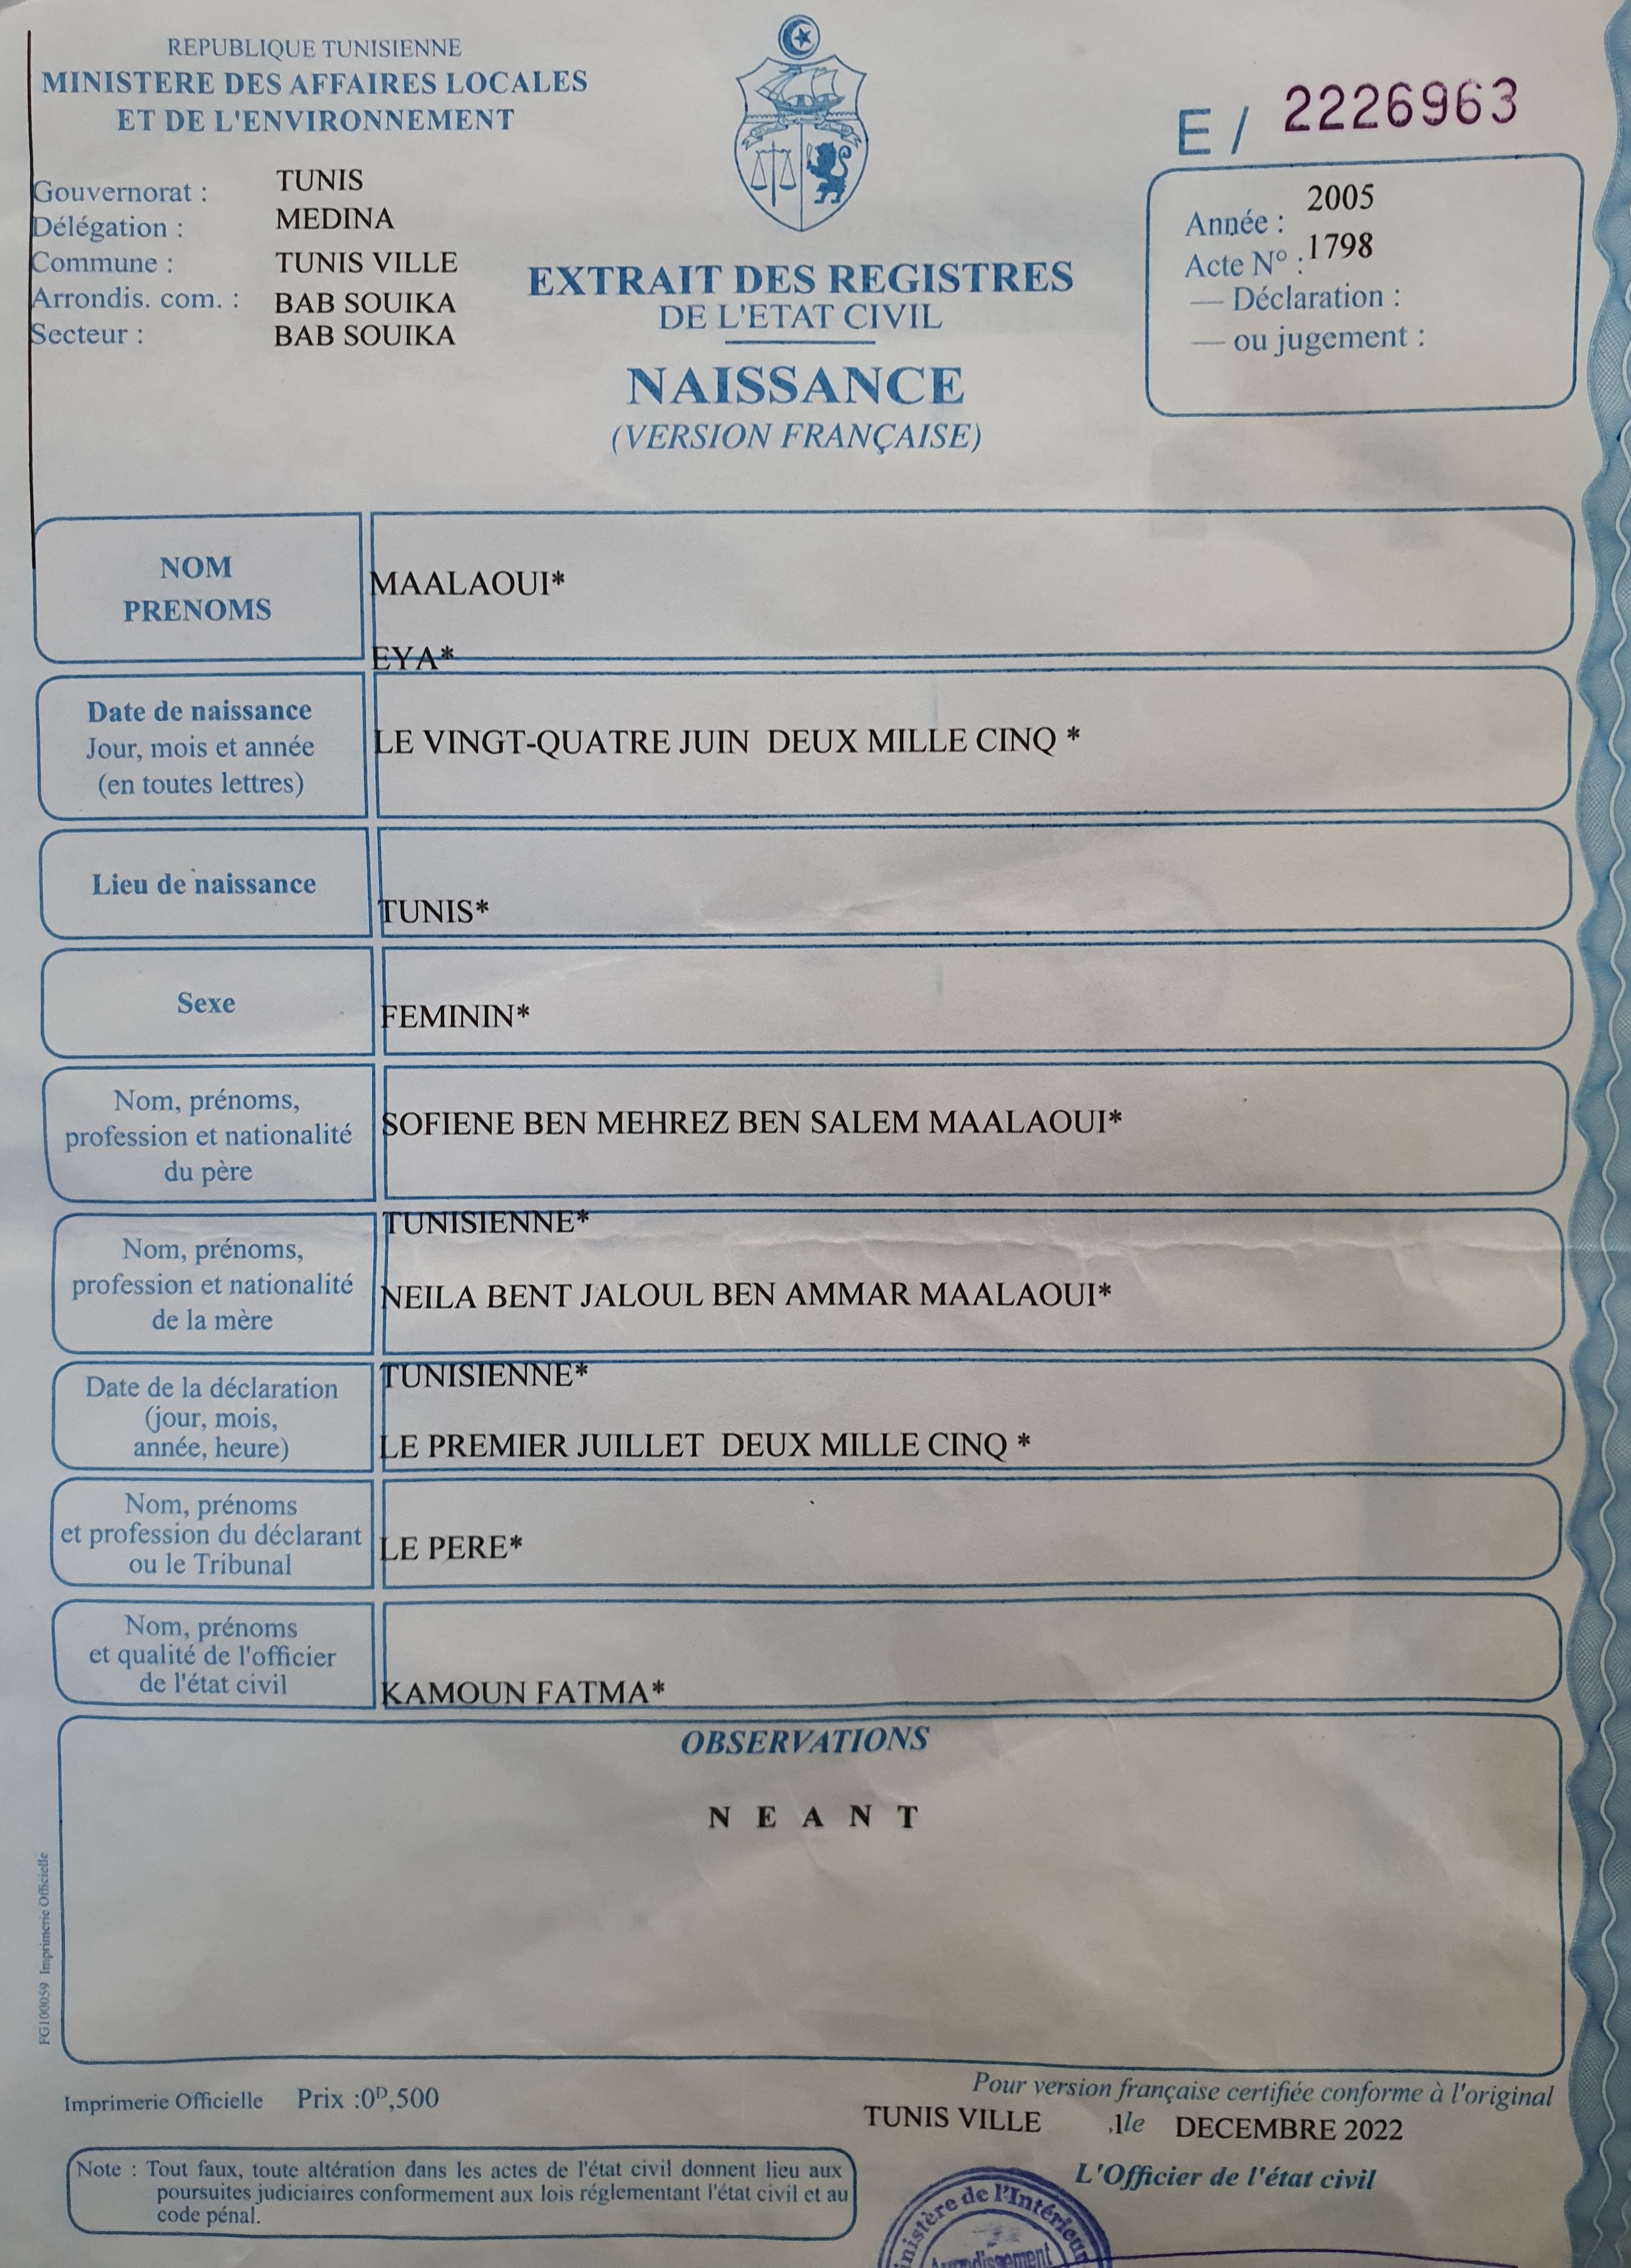 REPUBLIQUE TUNISIENNE
MINISTERE DES AFFAIRES LOCALES
ET DE L'ENVIRONNEMENT
Gouvernorat : TUNIS
Délégation : MEDINA
Commune : TUNIS VILLE
Arrondis. com. : BAB SOUIKA
Secteur : BAB SOUIKA
EXTRAIT DES REGISTRES
DE L'ETAT CIVIL
NAISSANCE
(VERSION FRANÇAISE)
E / 2226963
Année : 2005
Acte N° : 1798
— Déclaration :
— ou jugement :
NOM
PRENOMS
MAALAOUI*
EYA*
Date de naissance
Jour, mois et année
(en toutes lettres)
LE VINGT-QUATRE JUIN DEUX MILLE CINQ *
Lieu de naissance
TUNIS*
Sexe
FEMININ*
Nom, prénoms,
profession et nationalité
du père
SOFIENE BEN MEHREZ BEN SALEM MAALAOUI*
TUNISIENNE*
Nom, prénoms,
profession et nationalité
de la mère
NEILA BENT JALOUL BEN AMMAR MAALAOUI*
TUNISIENNE*
Date de la déclaration
(jour, mois,
année, heure)
LE PREMIER JUILLET DEUX MILLE CINQ *
Nom, prénoms
et profession du déclarant
ou le Tribunal
LE PERE*
Nom, prénoms
et qualité de l'officier
de l'état civil
KAMOUN FATMA*
OBSERVATIONS
N E A N T
FG100059 Imprimerie Officielle
Imprimerie Officielle Prix :0ᴰ,500
Pour version française certifiée conforme à l'original
TUNIS VILLE ,1le DECEMBRE 2022
L'Officier de l'état civil
Note : Tout faux, toute altération dans les actes de l'état civil donnent lieu aux
poursuites judiciaires conformement aux lois réglementant l'état civil et au
code pénal.
de l'Intérieur